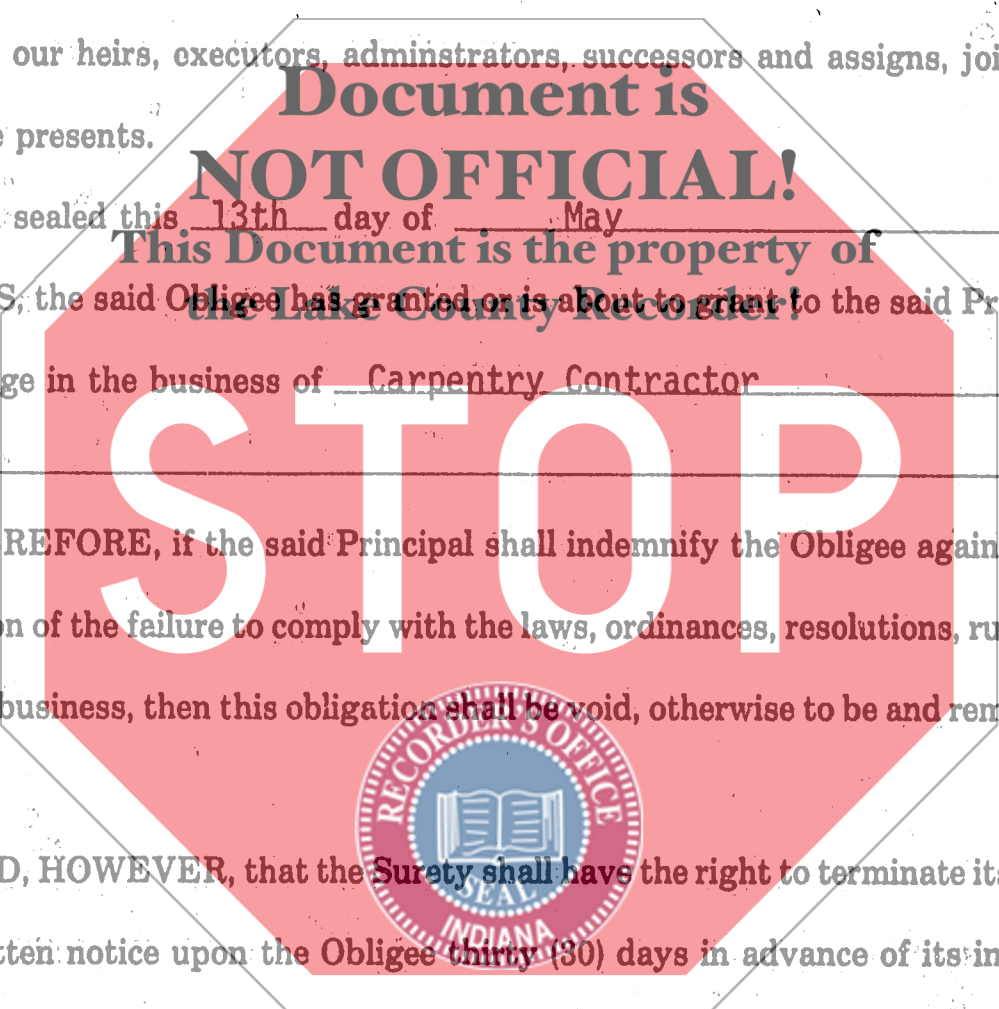 our heirs, executors, adminstrators, successors and assigns, joi
Document is
presents.
NOT OFFICIAL!
sealed this 13th day of May
This Document is the property of
S, the said Obligee has granted or is about to grant to the said Pr
the Lake County Recorder!
ge in the business of Carpentry Contractor
STOP
REFORE, if the said Principal shall indemnify the Obligee again
n of the failure to comply with the laws, ordinances, resolutions, ru
business, then this obligation shall be void, otherwise to be and rem
RECORDER'S OFFICE
D, HOWEVER, that the Surety shall have the right to terminate its
SEAL
INDIANA
tten notice upon the Obligee thirty (30) days in advance of its in